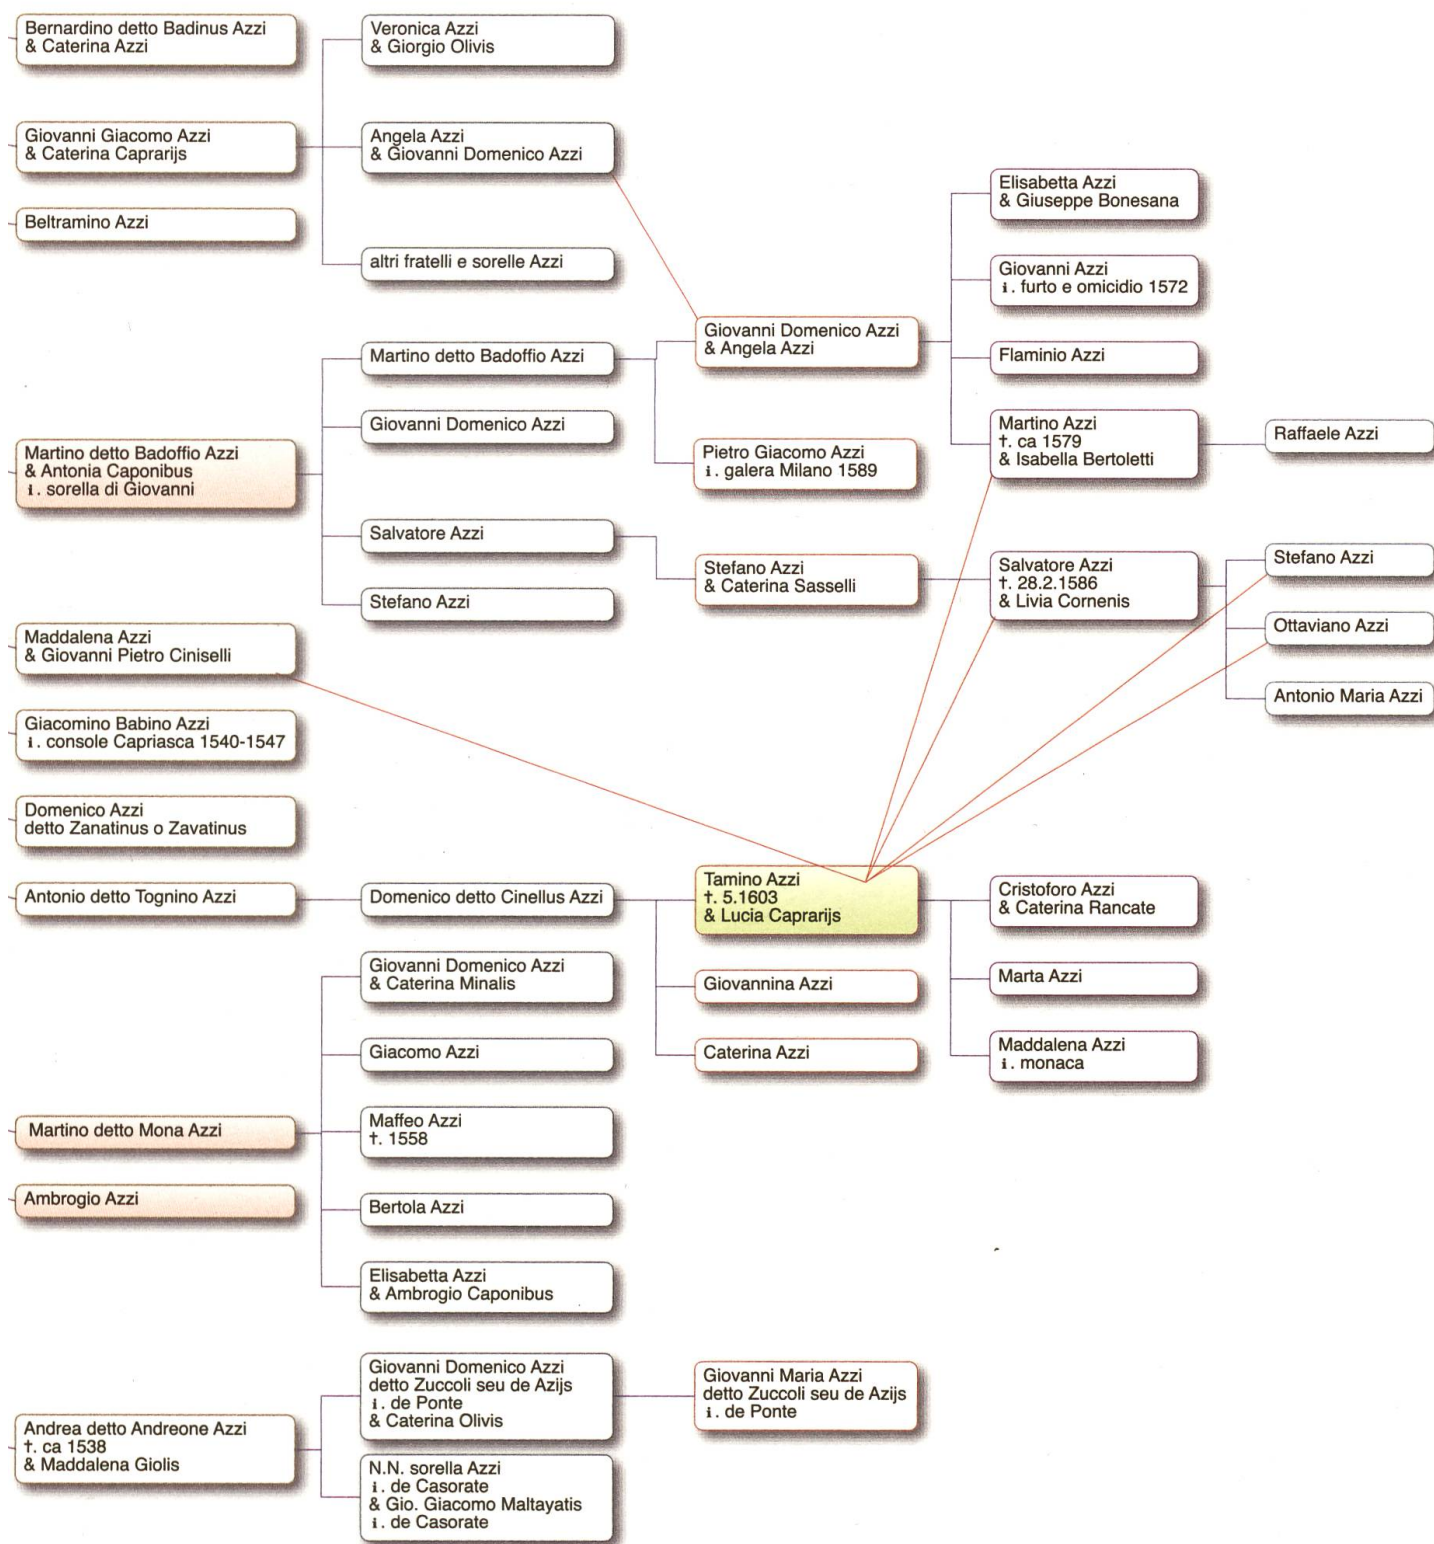 Bernardino detto Badinus Azzi
& Caterina Azzi
Giovanni Giacomo Azzi
& Caterina Caprarijs
Beltramino Azzi
Martino detto Badoffio Azzi
& Antonia Caponibus
i. sorella di Giovanni
Maddalena Azzi
& Giovanni Pietro Ciniselli
Giacomino Babino Azzi
i. console Capriasca 1540-1547
Domenico Azzi
detto Zanatinus o Zavatinus
Antonio detto Tognino Azzi
Martino detto Mona Azzi
Ambrogio Azzi
Andrea detto Andreone Azzi
†. ca 1538
& Maddalena Giolis
Veronica Azzi
& Giorgio Olivis
Angela Azzi
& Giovanni Domenico Azzi
altri fratelli e sorelle Azzi
Martino detto Badoffio Azzi
Giovanni Domenico Azzi
Salvatore Azzi
Stefano Azzi
Domenico detto Cinellus Azzi
Giovanni Domenico Azzi
& Caterina Minalis
Giacomo Azzi
Maffeo Azzi
†. 1558
Bertola Azzi
Elisabetta Azzi
& Ambrogio Caponibus
Giovanni Domenico Azzi
detto Zuccoli seu de Azijs
i. de Ponte
& Caterina Olivis
N.N. sorella Azzi
i. de Casorate
& Gio. Giacomo Maltayatis
i. de Casorate
Giovanni Domenico Azzi
& Angela Azzi
Pietro Giacomo Azzi
i. galera Milano 1589
Stefano Azzi
& Caterina Sasselli
Tamino Azzi
†. 5.1603
& Lucia Caprarijs
Giovannina Azzi
Caterina Azzi
Giovanni Maria Azzi
detto Zuccoli seu de Azijs
i. de Ponte
Elisabetta Azzi
& Giuseppe Bonesana
Giovanni Azzi
i. furto e omicidio 1572
Flaminio Azzi
Martino Azzi
†. ca 1579
& Isabella Bertoletti
Salvatore Azzi
†. 28.2.1586
& Livia Cornenis
Cristoforo Azzi
& Caterina Rancate
Marta Azzi
Maddalena Azzi
i. monaca
Raffaele Azzi
Stefano Azzi
Ottaviano Azzi
Antonio Maria Azzi